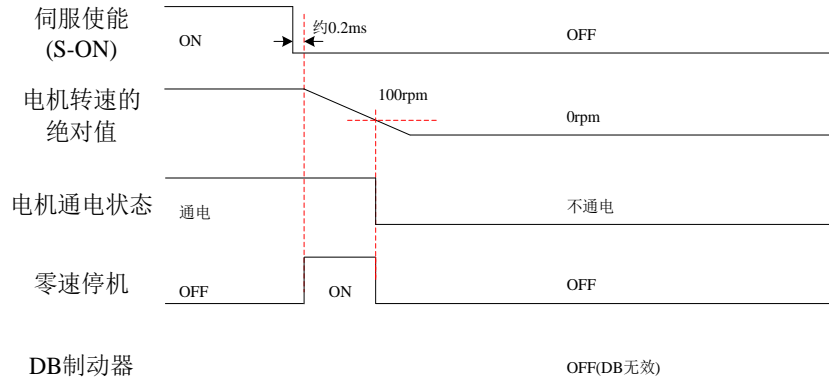 伺服使能
(S-ON)
ON
约0.2ms
OFF
电机转速的
绝对值
100rpm
0rpm
电机通电状态
通电
不通电
零速停机
OFF
ON
OFF
DB制动器
OFF(DB无效)